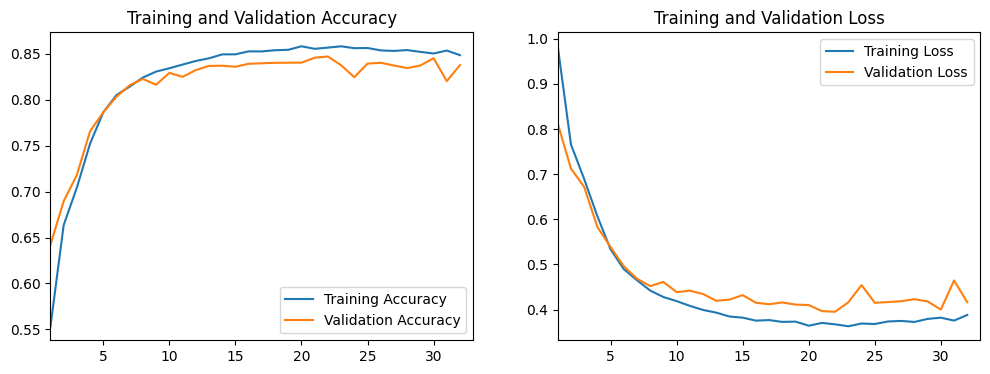 Training and Validation Accuracy
0.85
0.80
0.75
0.70
0.65
0.60
0.55
5 10 15 20 25 30
Training Accuracy
Validation Accuracy
Training and Validation Loss
1.0
0.9
0.8
0.7
0.6
0.5
0.4
5 10 15 20 25 30
Training Loss
Validation Loss